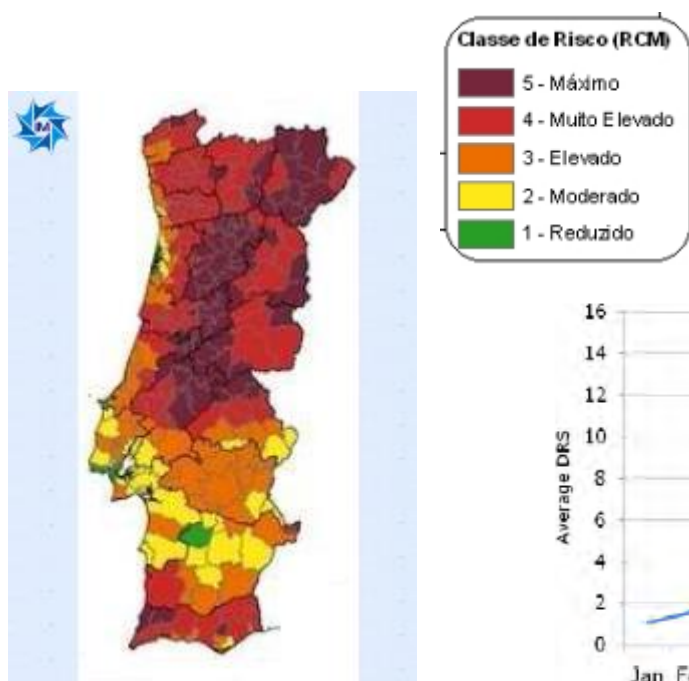 Classe de Risco (RCM)
5 - Máximo
4 - Muito Elevado
3 - Elevado
2 - Moderado
1 - Reduzido
16
14
12
10
8
6
4
2
0
Average DRS
Jan